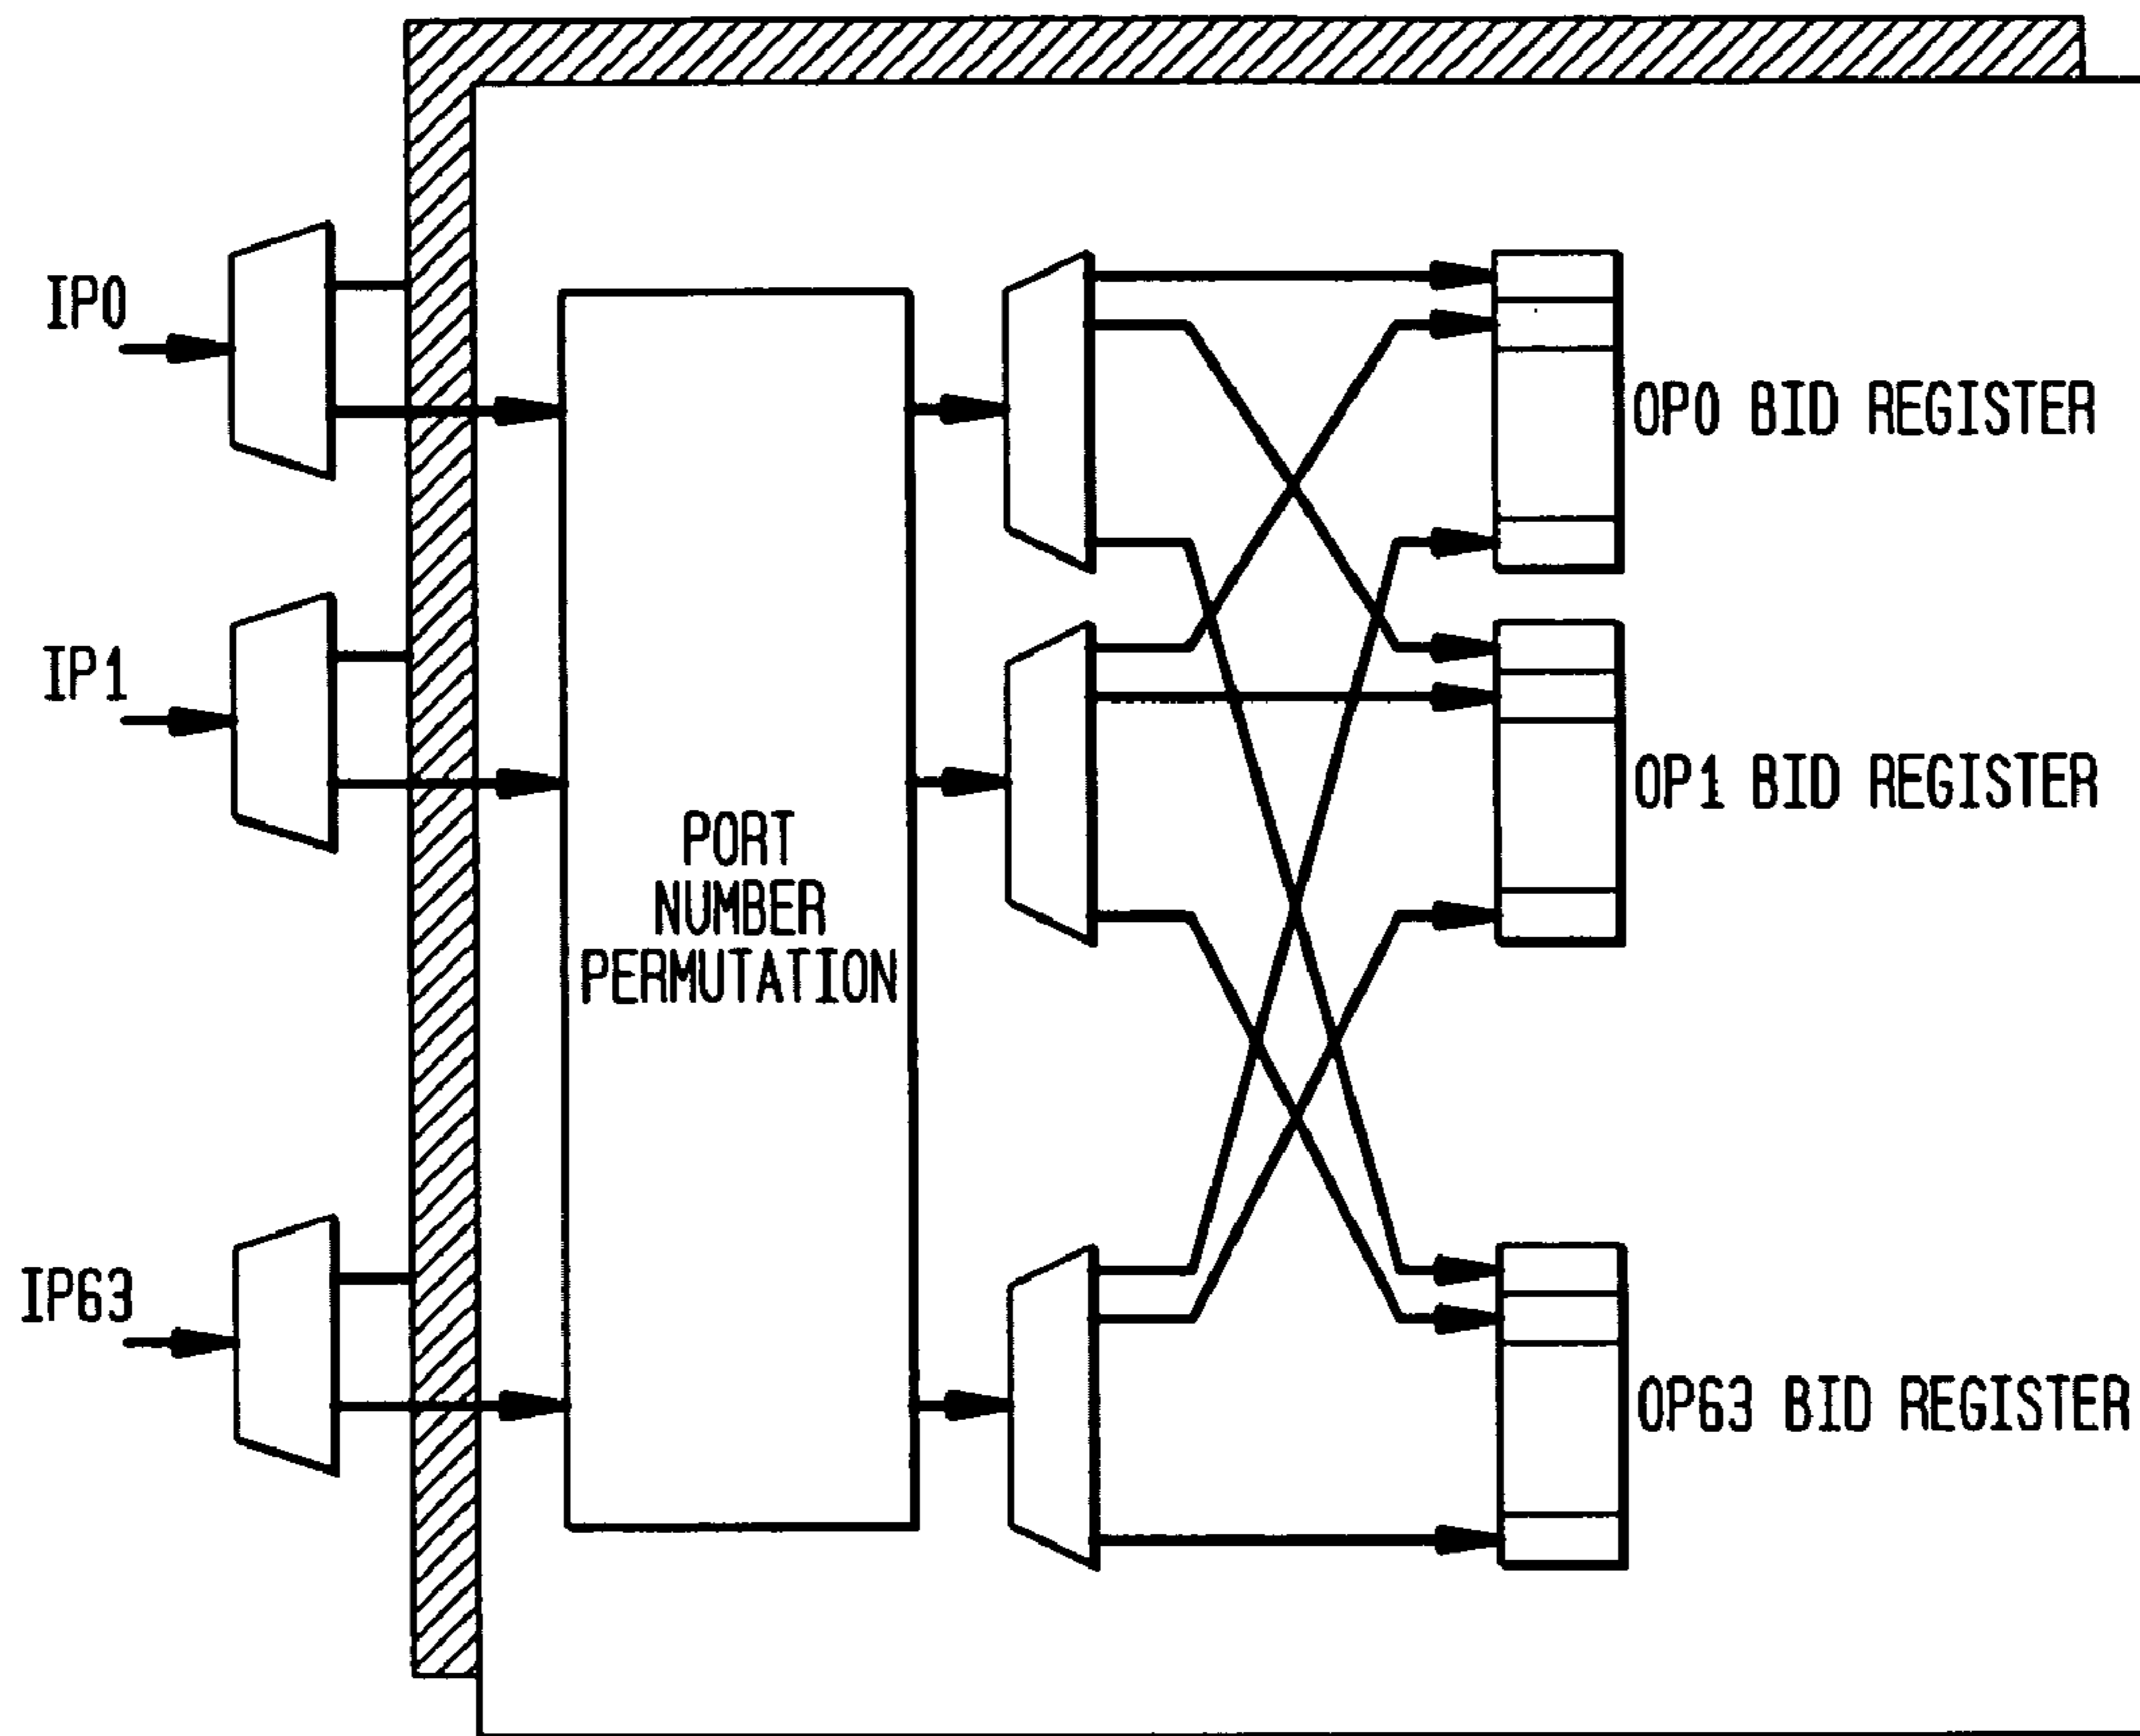 IP0
OP0 BID REGISTER
IP1
OP1 BID REGISTER
PORT
NUMBER
PERMUTATION
IP63
OP63 BID REGISTER